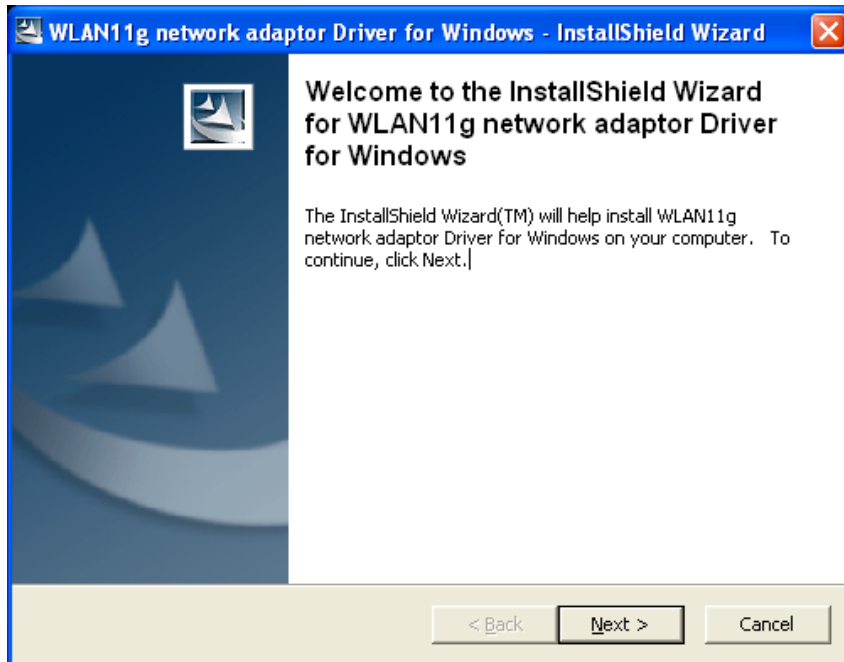 WLAN11g network adaptor Driver for Windows - InstallShield Wizard
Welcome to the InstallShield Wizard
for WLAN11g network adaptor Driver
for Windows
The InstallShield Wizard(TM) will help install WLAN11g
network adaptor Driver for Windows on your computer.   To
continue, click Next.
< Back
Next >
Cancel